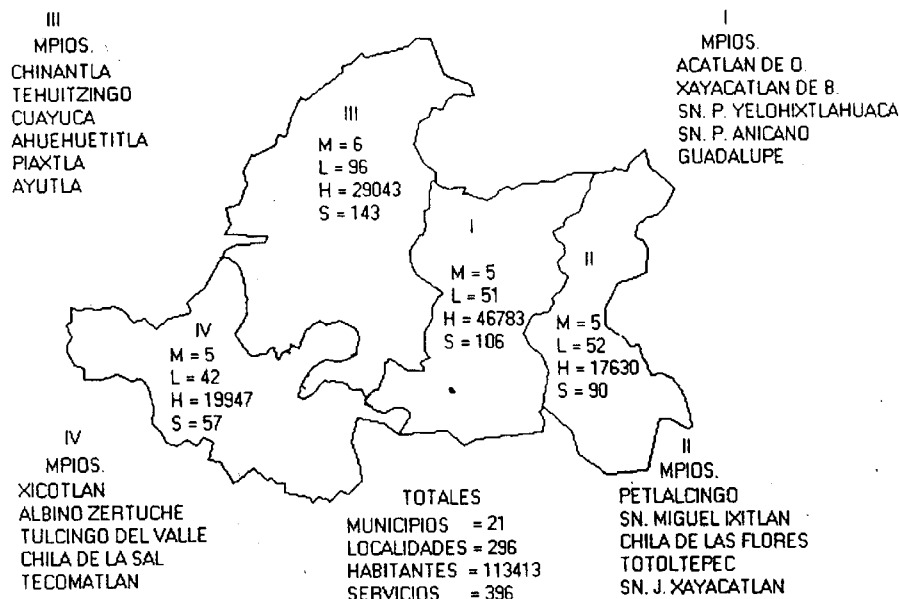 III
MPIOS.
CHINANTLA
TEHUITZINGO
CUAYUCA
AHUEHUETITLA
PIAXTLA
AYUTLA
I
MPIOS.
ACATLAN DE O.
XAYACATLAN DE B.
SN. P. YELOHIXTLAHUACA
SN. P. ANICANO
GUADALUPE
III
M = 6
L = 96
H = 29043
S = 143
I
M = 5
L = 51
H = 46783
S = 106
II
M = 5
L = 52
H = 17630
S = 90
IV
M = 5
L = 42
H = 19947
S = 57
IV
MPIOS.
XICOTLAN
ALBINO ZERTUCHE
TULCINGO DEL VALLE
CHILA DE LA SAL
TECOMATLAN
TOTALES
MUNICIPIOS = 21
LOCALIDADES = 296
HABITANTES = 113413
SERVICIOS = 396
II
MPIOS.
PETLALCINGO
SN. MIGUEL IXITLAN
CHILA DE LAS FLORES
TOTOLTEPEC
SN. J. XAYACATLAN